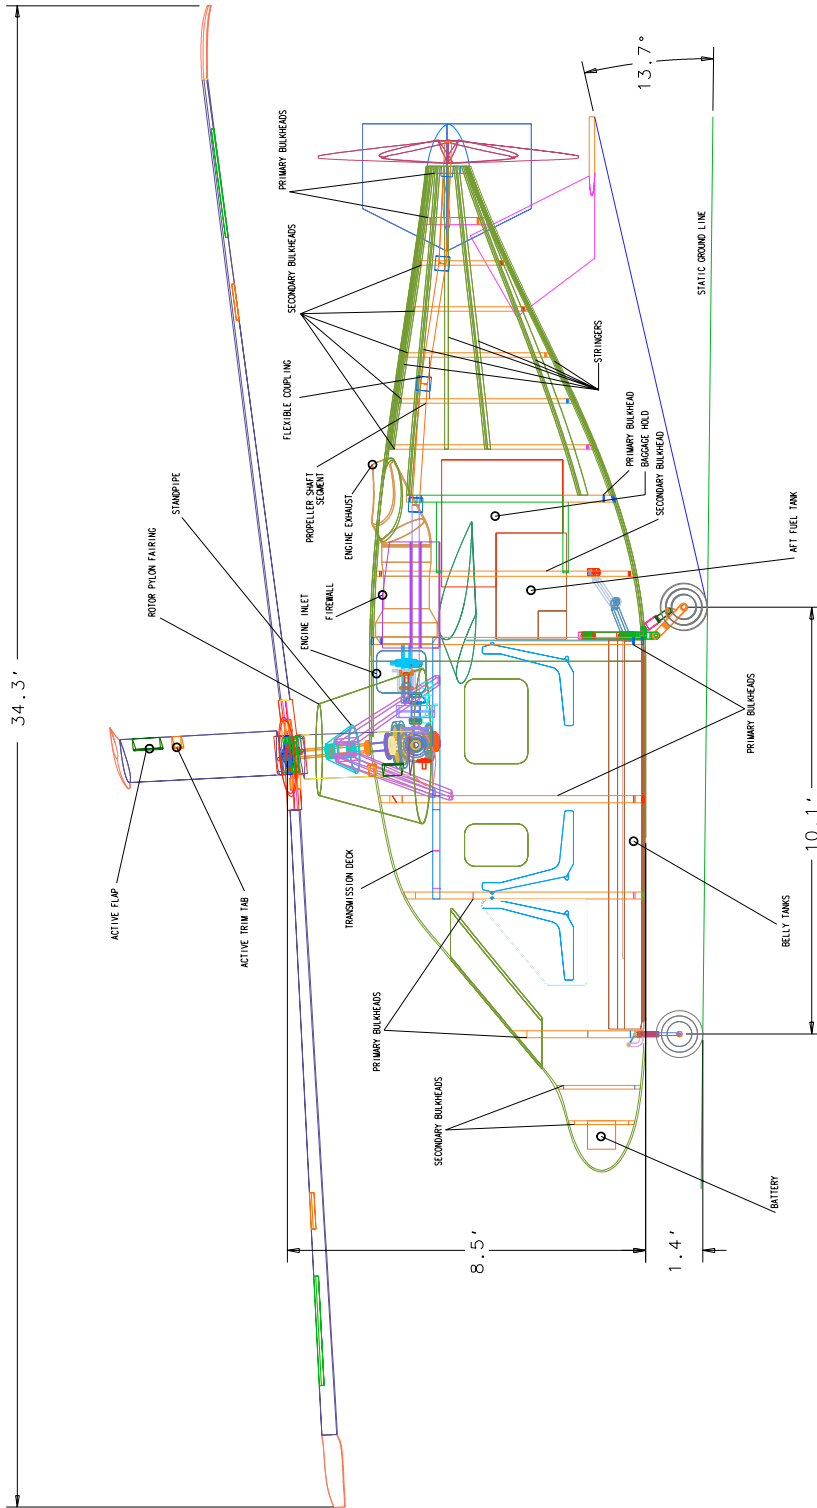 34.3'
ACTIVE FLAP
ACTIVE TRIM TAB
ROTOR PYLON FAIRING
STANDPIPE
ENGINE INLET
FIREWALL
ENGINE EXHAUST
PROPELLER SHAFT
SEGMENT
FLEXIBLE COUPLING
SECONDARY BULKHEADS
PRIMARY BULKHEADS
13.7°
STATIC GROUND LINE
STRINGERS
PRIMARY BULKHEAD
BAGGAGE HOLD
SECONDARY BULKHEAD
AFT FUEL TANK
PRIMARY BULKHEADS
TRANSMISSION DECK
PRIMARY BULKHEADS
SECONDARY BULKHEADS
BELLY TANKS
BATTERY
10.1'
8.5'
1.4'